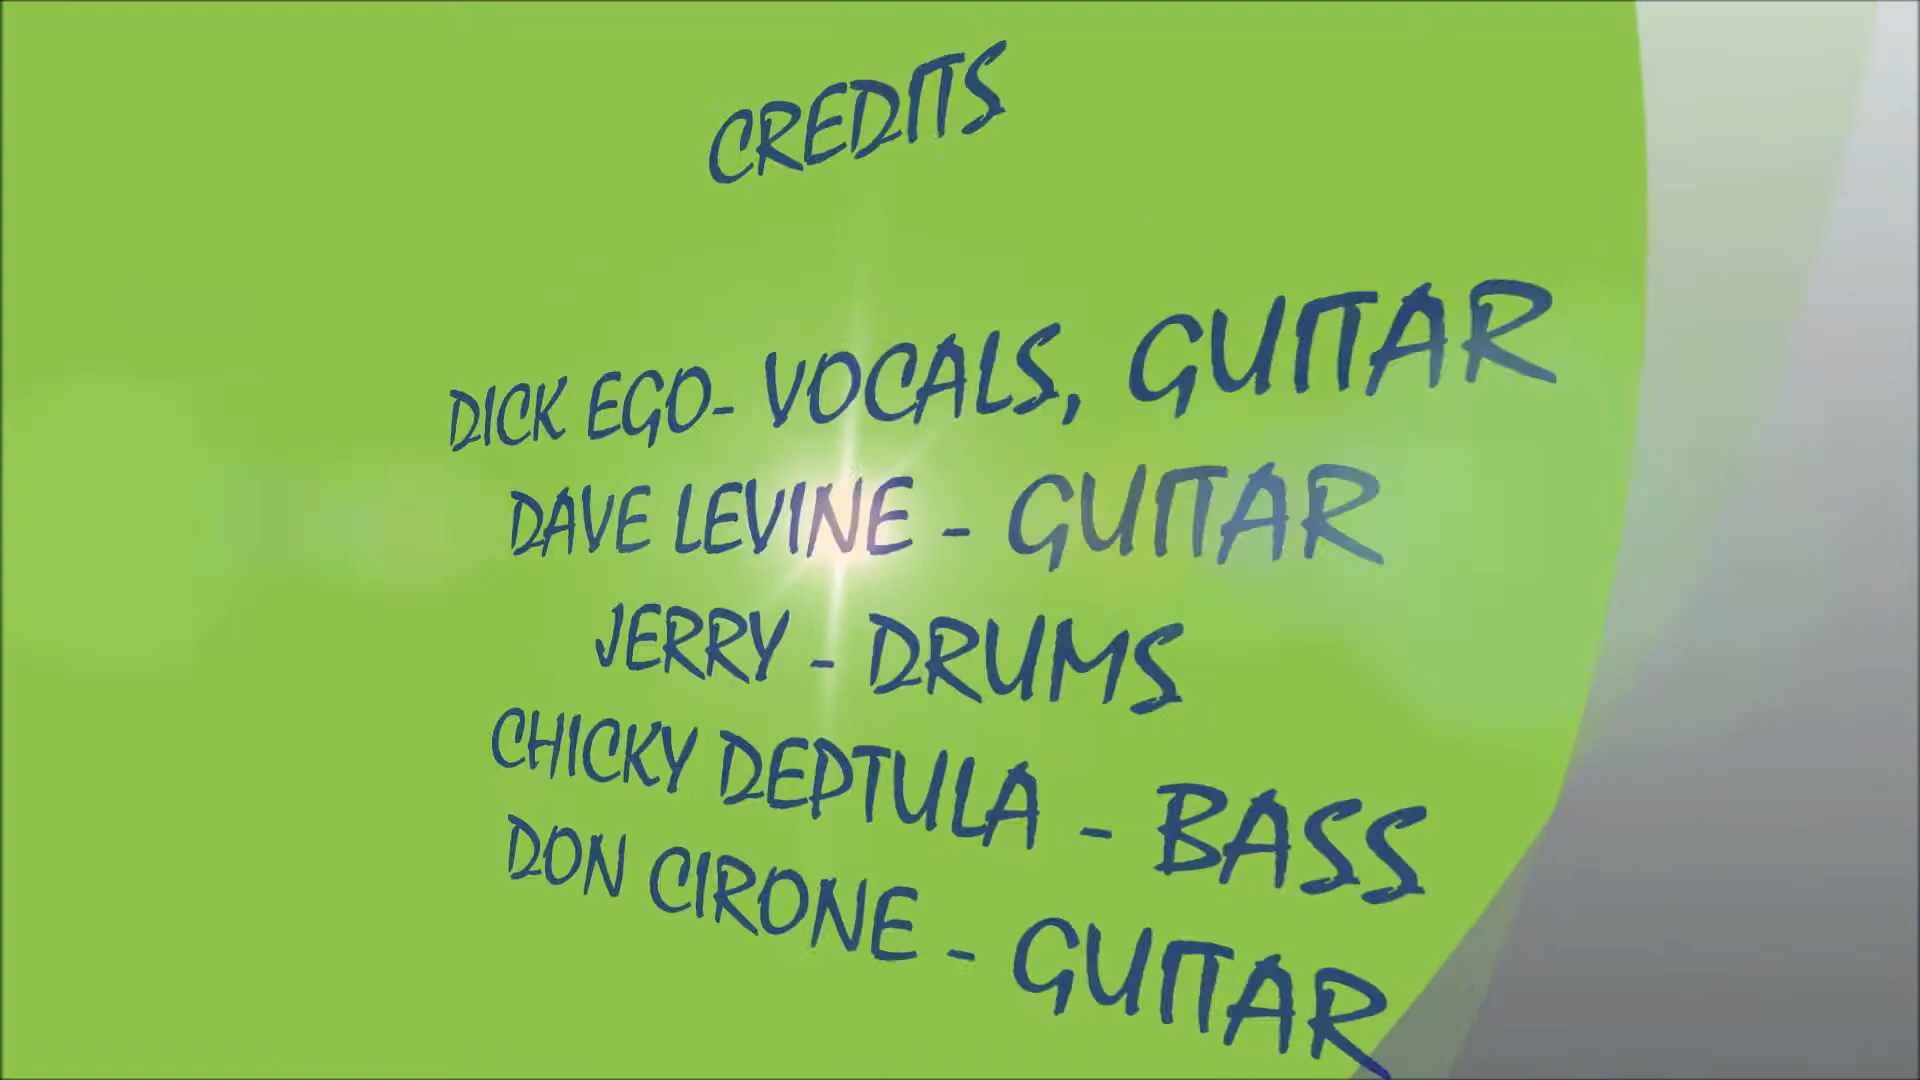 CREDITS
DICK EGO- VOCALS, GUITAR
DAVE LEVINE - GUITAR
JERRY - DRUMS
CHICKY DEPTULA - BASS
DON CIRONE - GUITAR